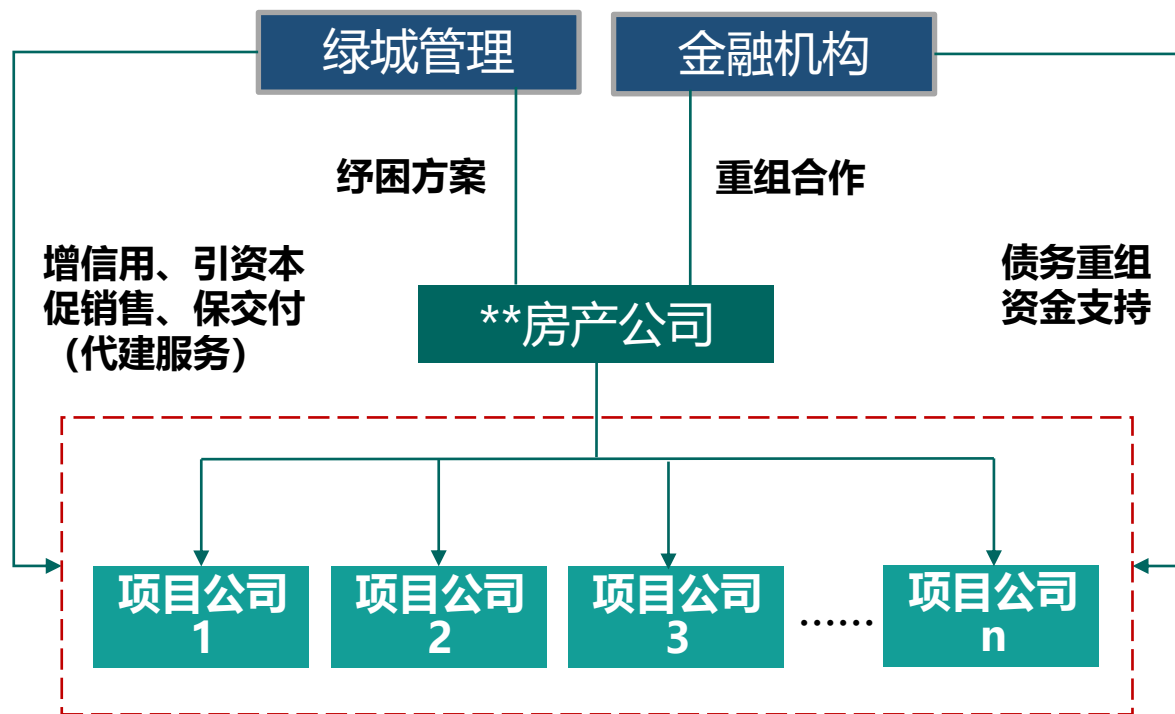 绿城管理
金融机构
纾困方案
重组合作
增信用、引资本
促销售、保交付
（代建服务）
债务重组
资金支持
**房产公司
项目公司
1
项目公司
2
项目公司
3
……
项目公司
n